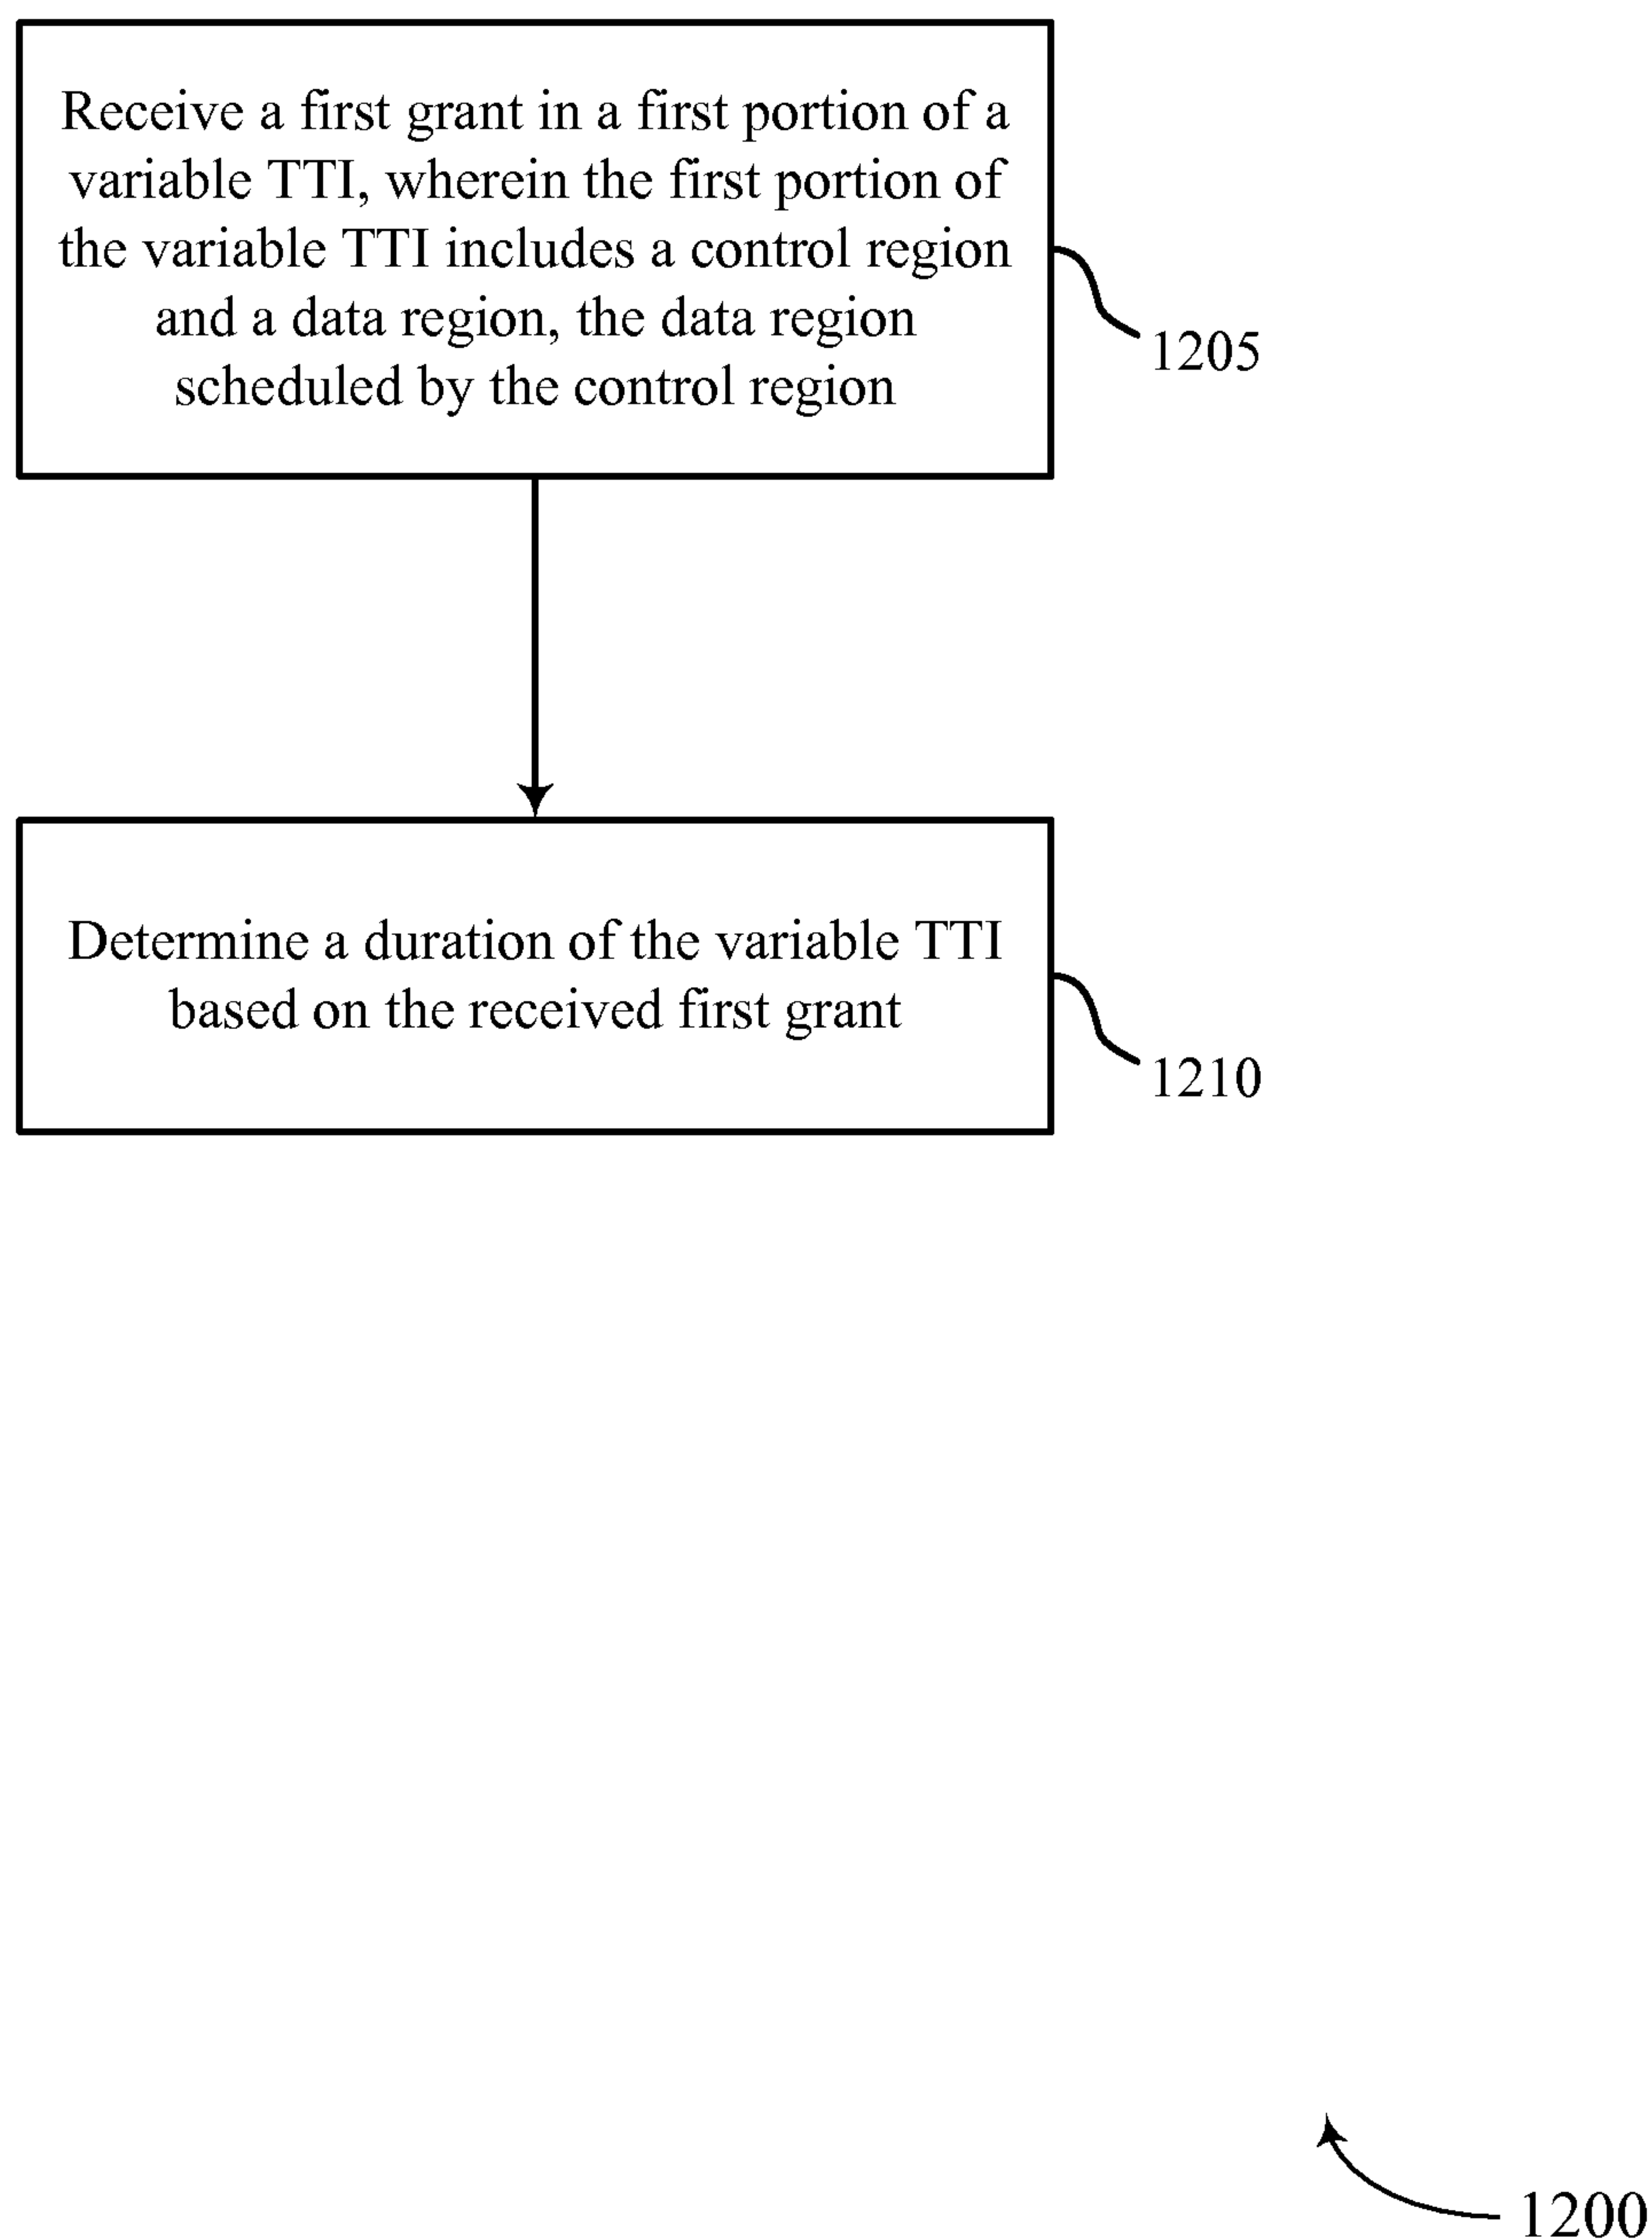 Receive a first grant in a first portion of a
variable TTI, wherein the first portion of
the variable TTI includes a control region
and a data region, the data region
scheduled by the control region
1205
Determine a duration of the variable TTI
based on the received first grant
1210
1200